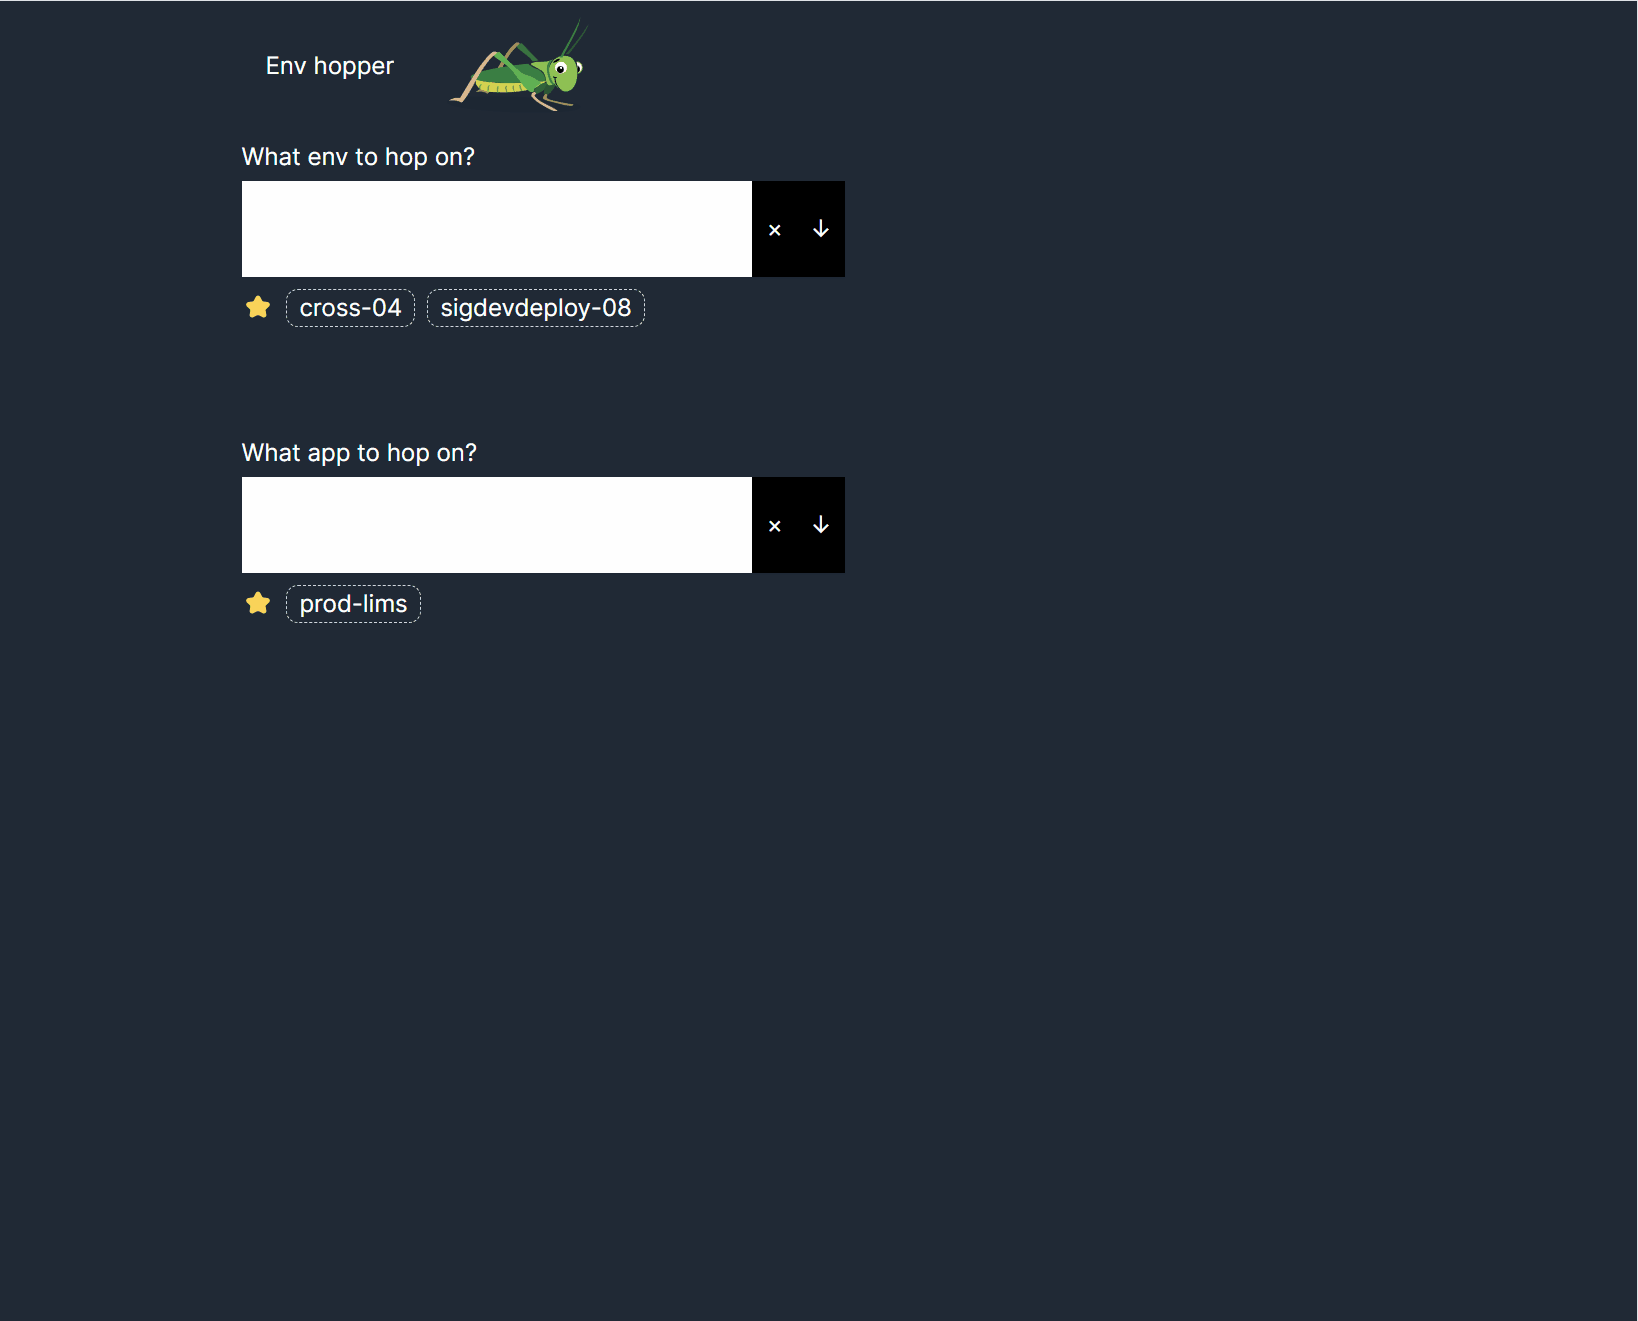 Env hopper
What env to hop on?
× ↓
cross-04 sigdevdeploy-08
What app to hop on?
× ↓
prod-lims